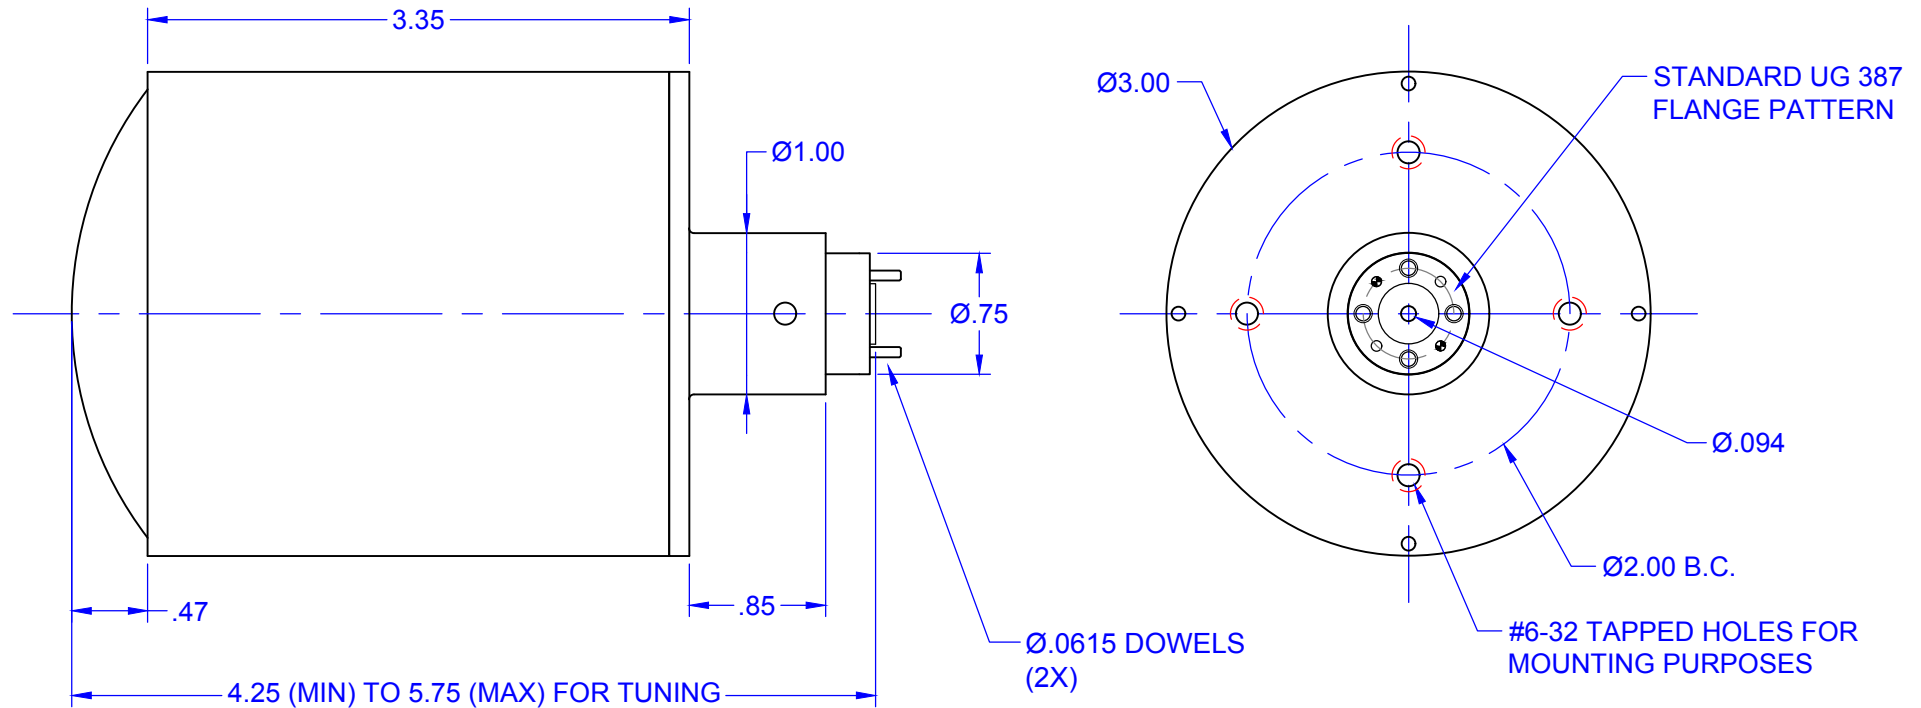 3.35
Ø1.00
Ø.75
.47
.85
Ø.0615 DOWELS
(2X)
4.25 (MIN) TO 5.75 (MAX) FOR TUNING
Ø3.00
STANDARD UG 387
FLANGE PATTERN
Ø.094
Ø2.00 B.C.
#6-32 TAPPED HOLES FOR
MOUNTING PURPOSES